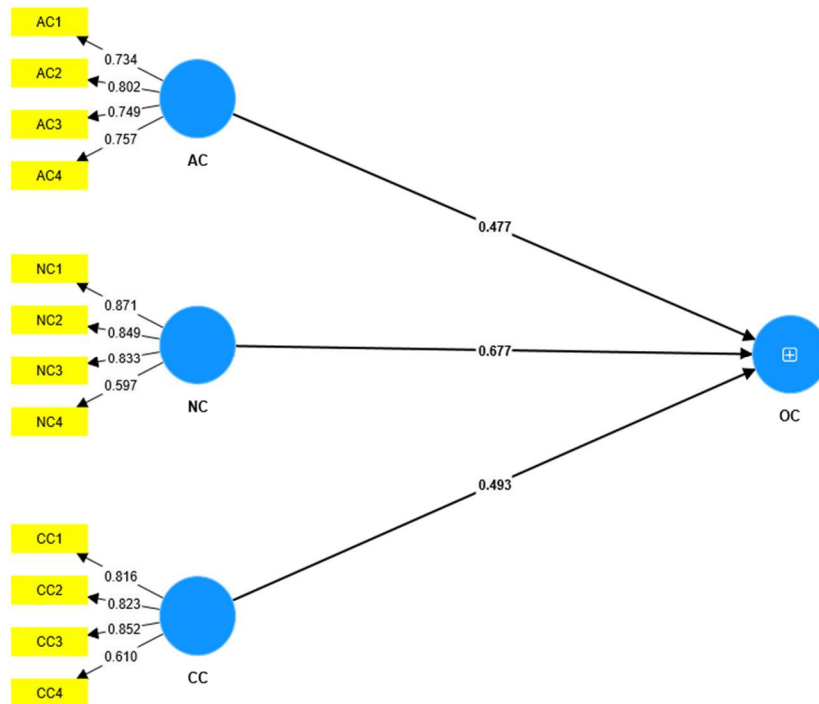 AC1
0.734
AC2
0.802
AC3
0.749
0.757
AC4
AC
0.477
NC1
0.871
NC2
0.849
NC3
0.833
0.597
NC4
NC
0.677
OC
0.493
CC1
0.816
CC2
0.823
CC3
0.852
0.610
CC4
CC